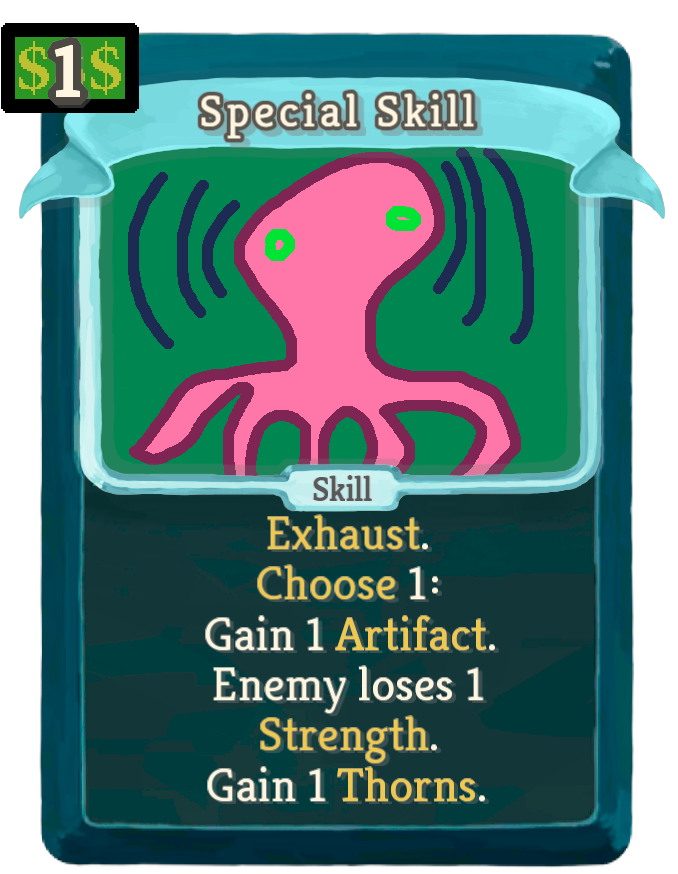 $1$
Special Skill
Skill
Exhaust.
Choose 1:
Gain 1 Artifact.
Enemy loses 1
Strength.
Gain 1 Thorns.